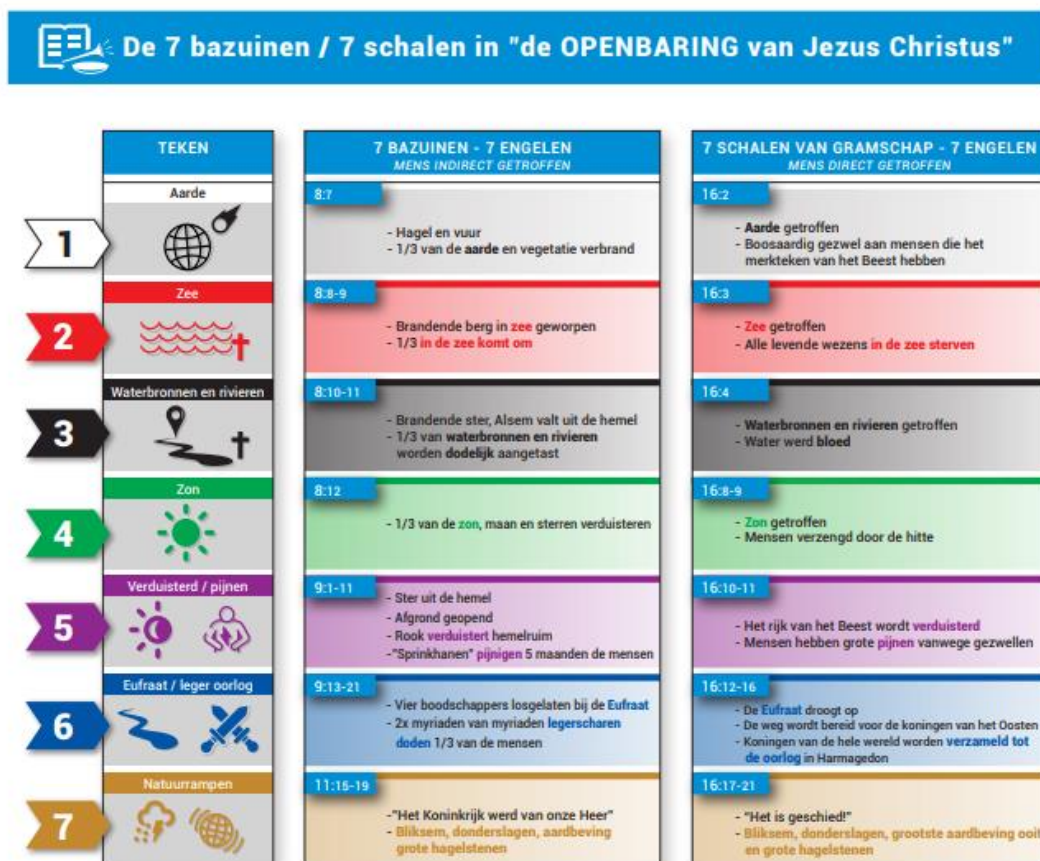 De 7 bazuinen / 7 schalen in "de OPENBARING van Jezus Christus"
TEKEN
7 BAZUINEN - 7 ENGELEN
MENS INDIRECT GETROFFEN
7 SCHALEN VAN GRAMSCHAP - 7 ENGELEN
MENS DIRECT GETROFFEN
1
Aarde
8:7
- Hagel en vuur
- 1/3 van de aarde en vegetatie verbrand
16:2
- Aarde getroffen
- Boosaardig gezwel aan mensen die het
merkteken van het Beest hebben
2
Zee
8:8-9
- Brandende berg in zee geworpen
- 1/3 in de zee komt om
16:3
- Zee getroffen
- Alle levende wezens in de zee sterven
3
Waterbronnen en rivieren
8:10-11
- Brandende ster, Alsem valt uit de hemel
- 1/3 van waterbronnen en rivieren
worden dodelijk aangetast
16:4
- Waterbronnen en rivieren getroffen
- Water werd bloed
4
Zon
8:12
- 1/3 van de zon, maan en sterren verduisteren
16:8-9
- Zon getroffen
- Mensen verzengd door de hitte
5
Verduisterd / pijnen
9:1-11
- Ster uit de hemel
- Afgrond geopend
- Rook verduistert hemelruim
-"Sprinkhanen" pijnigen 5 maanden de mensen
16:10-11
- Het rijk van het Beest wordt verduisterd
- Mensen hebben grote pijnen vanwege gezwellen
6
Eufraat / leger oorlog
9:13-21
- Vier boodschappers losgelaten bij de Eufraat
- 2x myriaden van myriaden legerscharen
doden 1/3 van de mensen
16:12-16
- De Eufraat droogt op
- De weg wordt bereid voor de koningen van het Oosten
- Koningen van de hele wereld worden verzameld tot
de oorlog in Harmagedon
7
Natuurrampen
11:15-19
-"Het Koninkrijk werd van onze Heer"
- Bliksem, donderslagen, aardbeving
grote hagelstenen
16:17-21
- "Het is geschied!"
- Bliksem, donderslagen, grootste aardbeving ooit
en grote hagelstenen